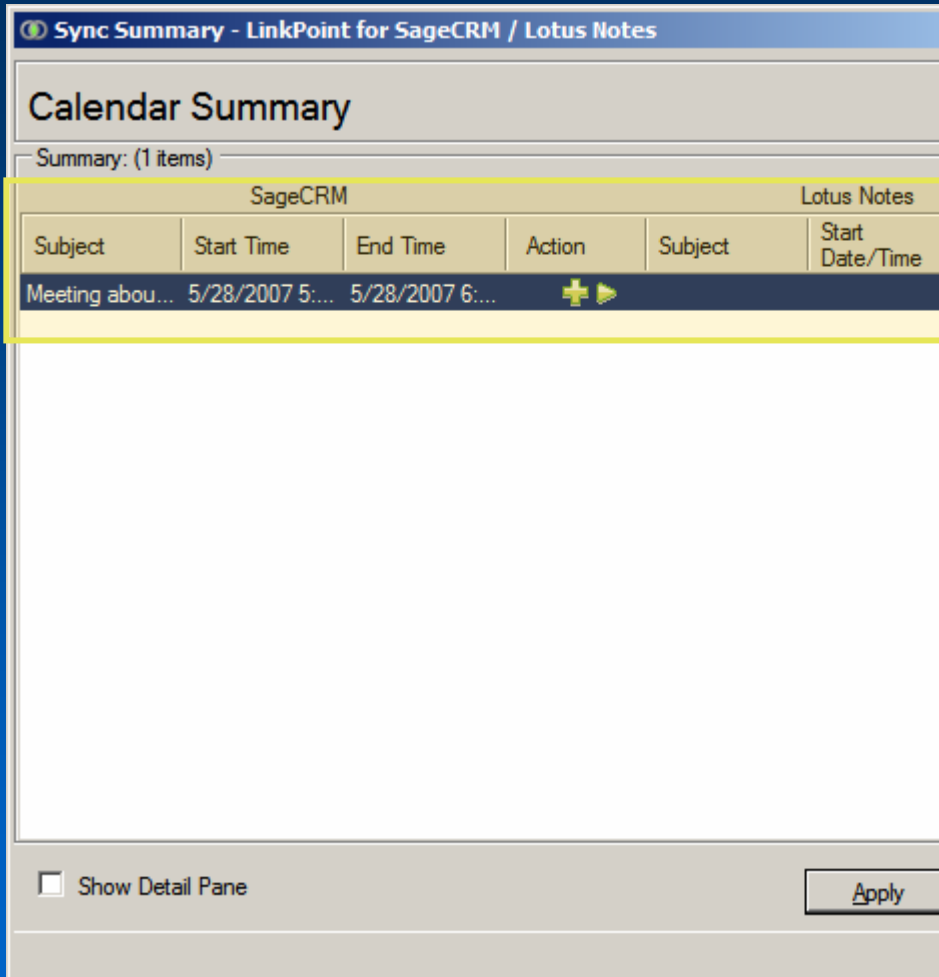 Sync Summary - LinkPoint for SageCRM / Lotus Notes
Calendar Summary
Summary: (1 items)
SageCRM Lotus Notes
Subject Start Time End Time Action Subject Start Date/Time
Meeting abou... 5/28/2007 5:... 5/28/2007 6:...
Show Detail Pane Apply